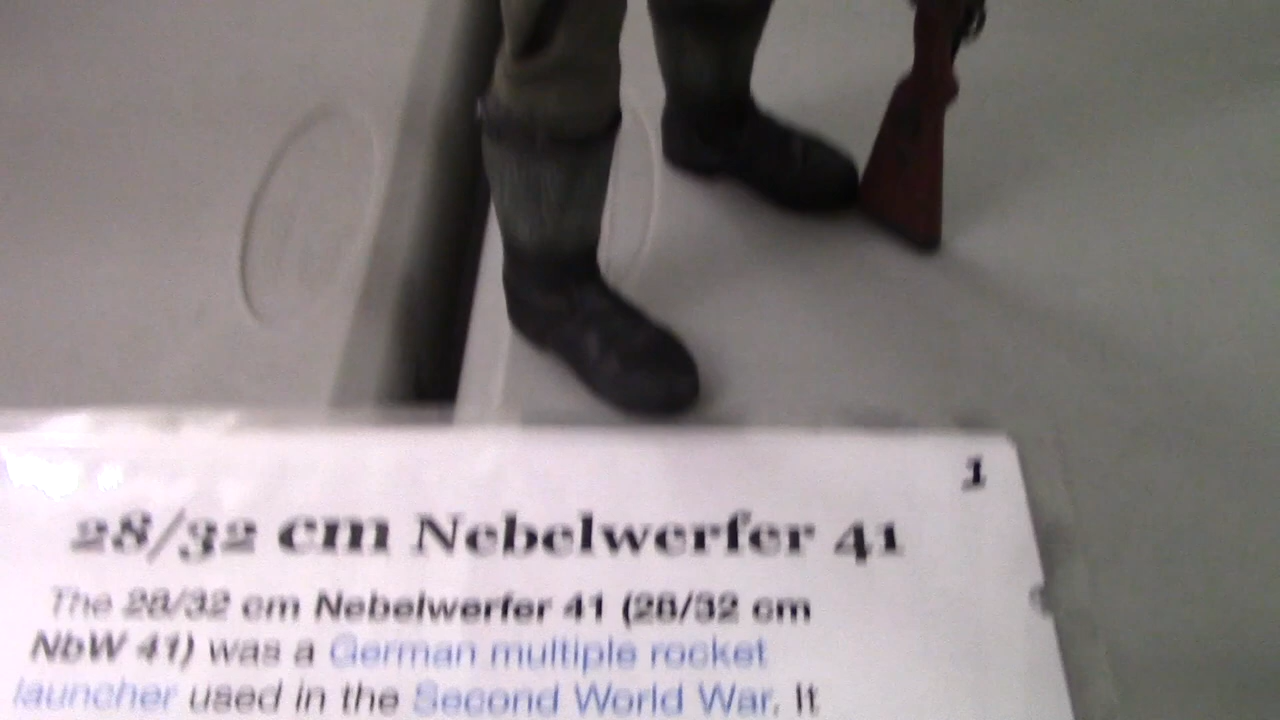 1
28/32 cm Nebelwerfer 41
The 28/32 cm Nebelwerfer 41 (28/32 cm
NbW 41) was a German multiple rocket
launcher used in the Second World War. It